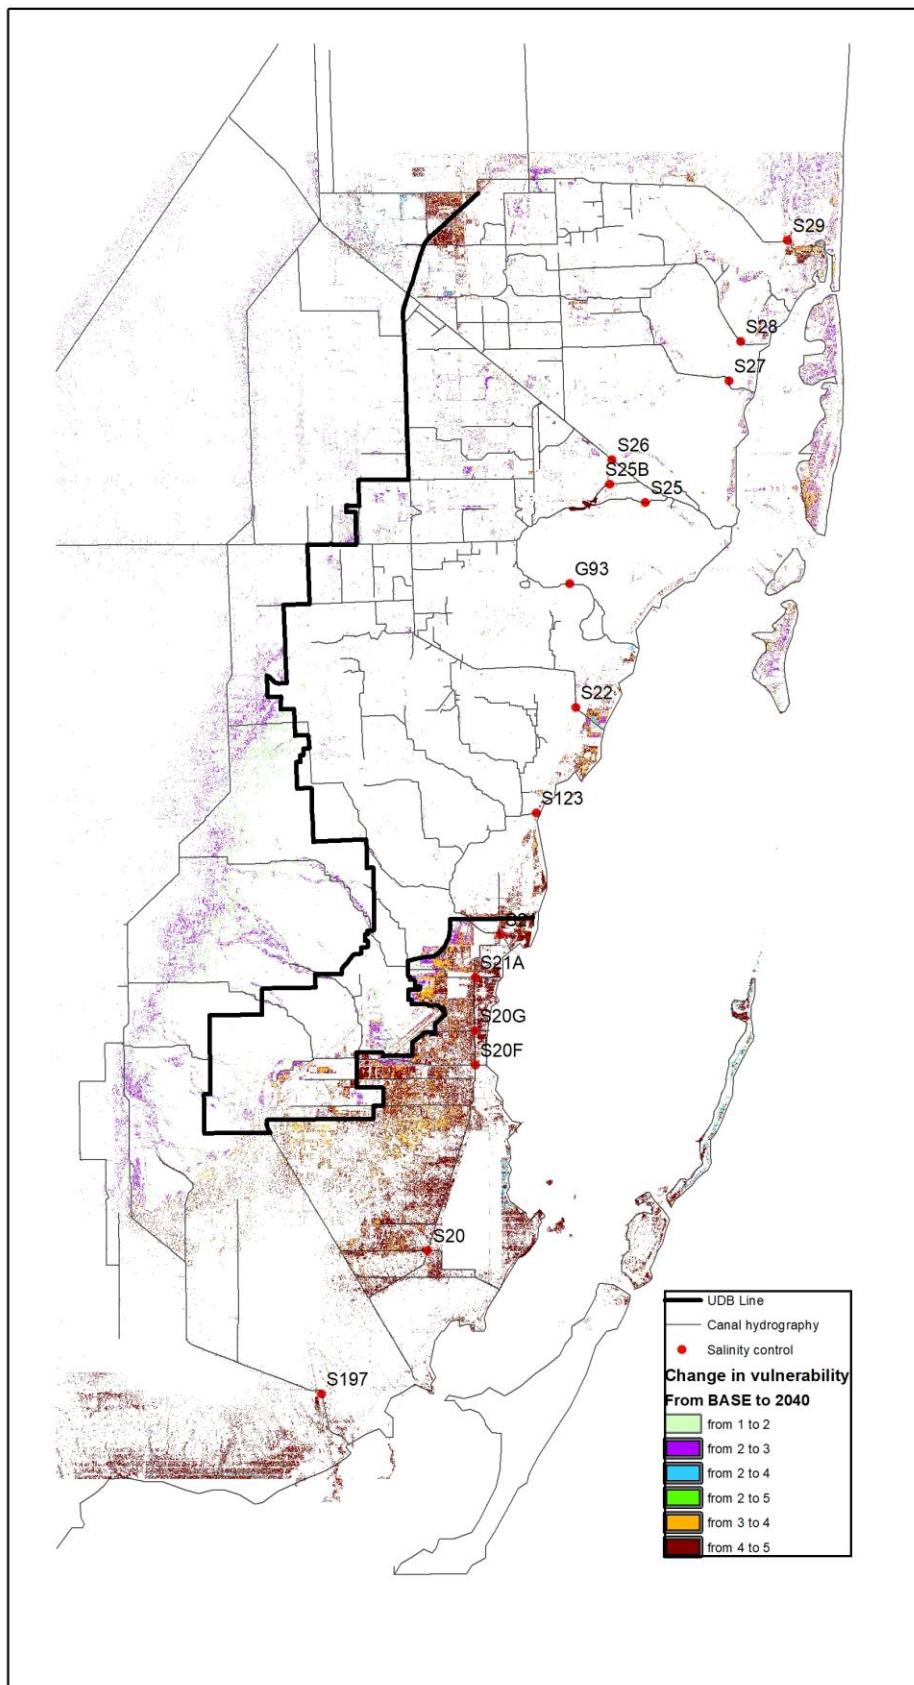 S29
S28
S27
S26
S25B
S25
G93
S22
S123
S21A
S20G
S20F
S20
S197
UDB Line
Canal hydrography
Salinity control
Change in vulnerability
From BASE to 2040
from 1 to 2
from 2 to 3
from 2 to 4
from 2 to 5
from 3 to 4
from 4 to 5